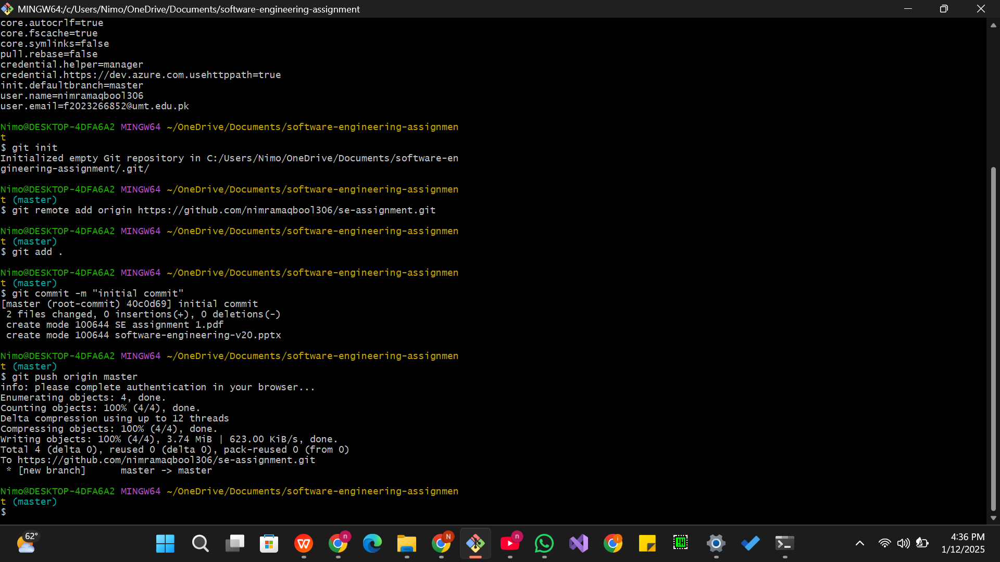 MINGW64:/c/Users/Nimo/OneDrive/Documents/software-engineering-assignment
core.autocrlf=true
core.fscache=true
core.symlinks=false
pull.rebase=false
credential.helper=manager
credential.https://dev.azure.com.usehttppath=true
init.defaultbranch=master
user.name=nimramaqbool306
user.email=f2023266852@umt.edu.pk
Nimo@DESKTOP-4DFA6A2 MINGW64 ~/OneDrive/Documents/software-engineering-assignmen
t
$ git init
Initialized empty Git repository in C:/Users/Nimo/OneDrive/Documents/software-en
gineering-assignment/.git/
Nimo@DESKTOP-4DFA6A2 MINGW64 ~/OneDrive/Documents/software-engineering-assignmen
t (master)
$ git remote add origin https://github.com/nimramaqbool306/se-assignment.git
Nimo@DESKTOP-4DFA6A2 MINGW64 ~/OneDrive/Documents/software-engineering-assignmen
t (master)
$ git add .
Nimo@DESKTOP-4DFA6A2 MINGW64 ~/OneDrive/Documents/software-engineering-assignmen
t (master)
$ git commit -m "initial commit"
[master (root-commit) 40c0d69] initial commit
 2 files changed, 0 insertions(+), 0 deletions(-)
 create mode 100644 SE assignment 1.pdf
 create mode 100644 software-engineering-v20.pptx
Nimo@DESKTOP-4DFA6A2 MINGW64 ~/OneDrive/Documents/software-engineering-assignmen
t (master)
$ git push origin master
info: please complete authentication in your browser...
Enumerating objects: 4, done.
Counting objects: 100% (4/4), done.
Delta compression using up to 12 threads
Compressing objects: 100% (4/4), done.
Writing objects: 100% (4/4), 3.74 MiB | 623.00 KiB/s, done.
Total 4 (delta 0), reused 0 (delta 0), pack-reused 0 (from 0)
To https://github.com/nimramaqbool306/se-assignment.git
 * [new branch]      master -> master
Nimo@DESKTOP-4DFA6A2 MINGW64 ~/OneDrive/Documents/software-engineering-assignmen
t (master)
$
62°
n
N
n
4:36 PM
1/12/2025